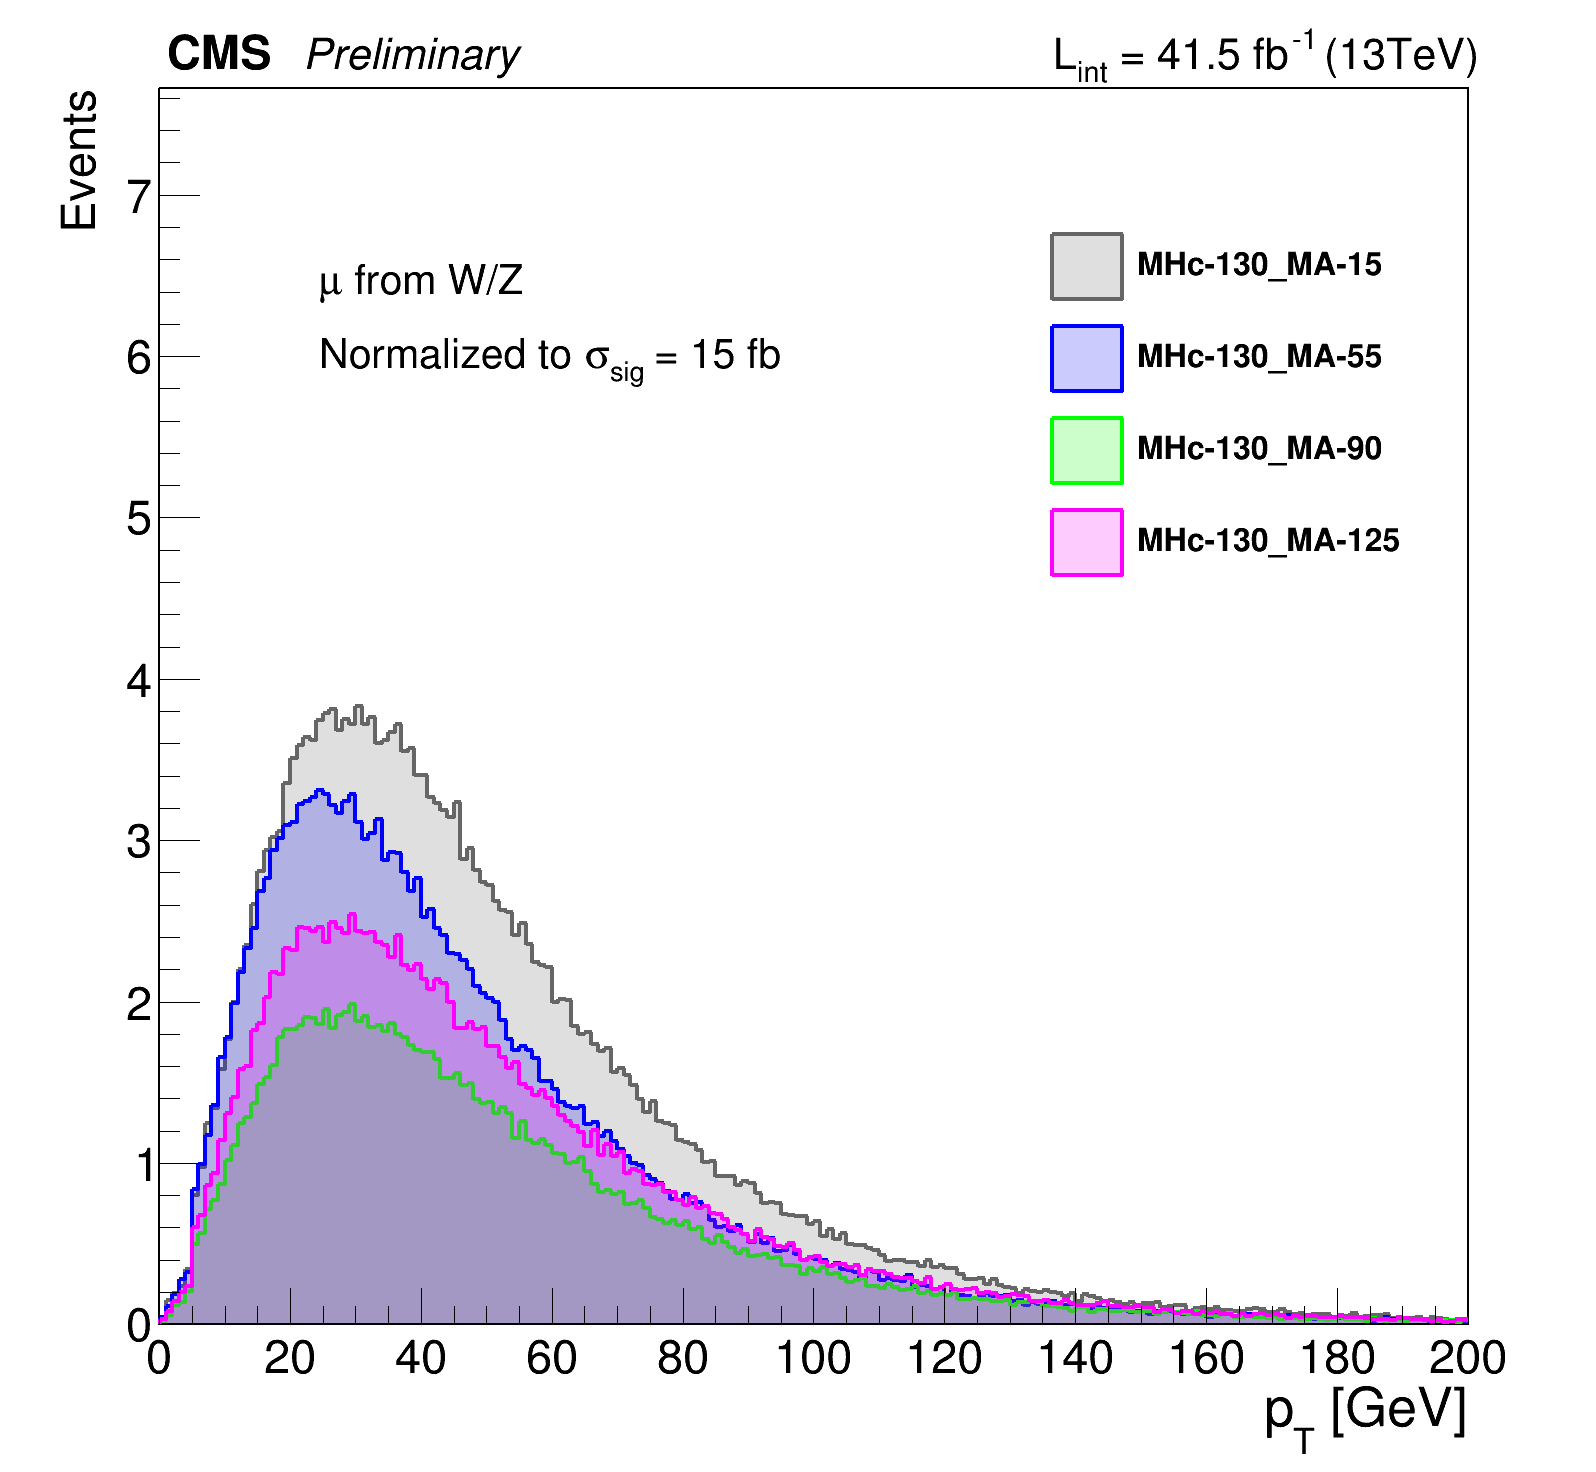 CMS Preliminary
L_int = 41.5 fb^-1 (13TeV)
Events
7
6
5
4
3
2
1
0
μ from W/Z
Normalized to σ_sig = 15 fb
MHc-130_MA-15
MHc-130_MA-55
MHc-130_MA-90
MHc-130_MA-125
0 20 40 60 80 100 120 140 160 180 200
p_T [GeV]